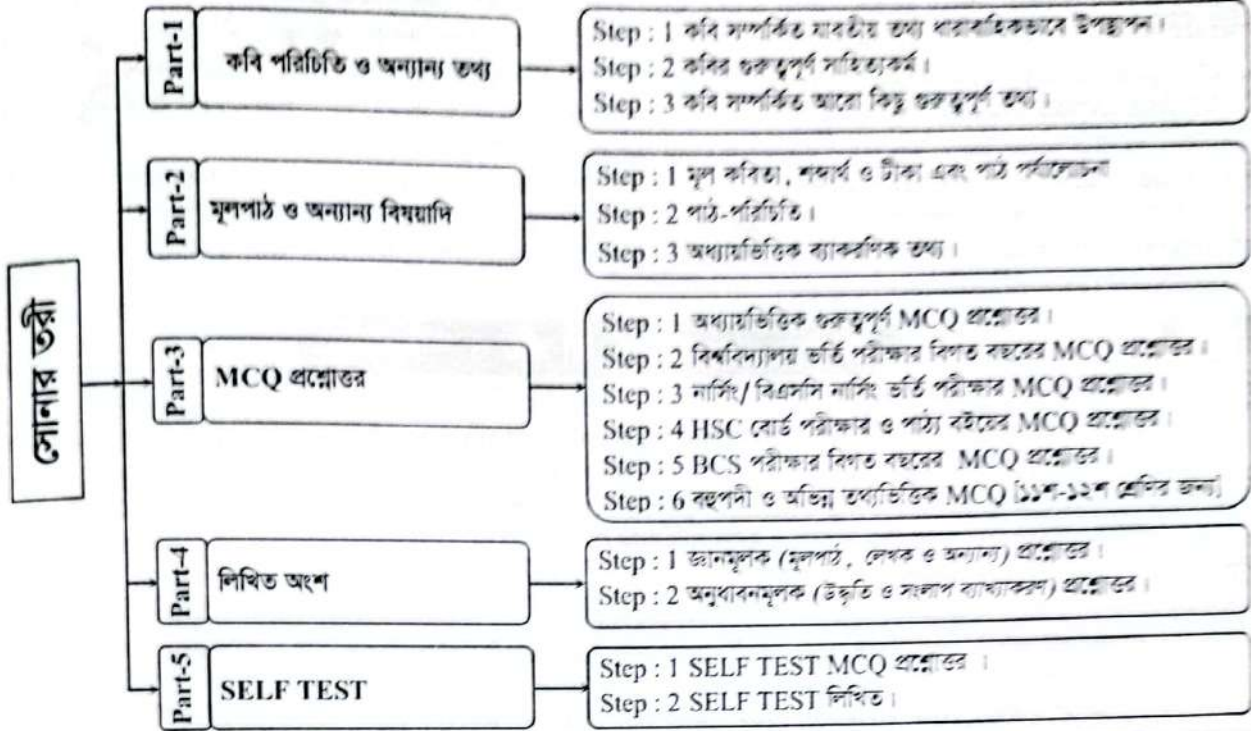 সোনার তরী
Part-1
কবি পরিচিতি ও অন্যান্য তথ্য
Step : 1 কবি সম্পর্কিত যাবতীয় তথ্য ধারাবাহিকভাবে উপস্থাপন।
Step : 2 কবির গুরুত্বপূর্ণ সাহিত্যকর্ম।
Step : 3 কবি সম্পর্কিত আরো কিছু গুরুত্বপূর্ণ তথ্য।
Part-2
মূলপাঠ ও অন্যান্য বিষয়াদি
Step : 1 মূল কবিতা, শব্দার্থ ও টীকা এবং পাঠ পর্যালোচনা
Step : 2 পাঠ-পরিচিতি।
Step : 3 অধ্যায়ভিত্তিক ব্যাকরণিক তথ্য।
Part-3
MCQ প্রশ্নোত্তর
Step : 1 অধ্যায়ভিত্তিক গুরুত্বপূর্ণ MCQ প্রশ্নোত্তর।
Step : 2 বিশ্ববিদ্যালয় ভর্তি পরীক্ষার বিগত বছরের MCQ প্রশ্নোত্তর।
Step : 3 নার্সিং/ বিএসসি নার্সিং ভর্তি পরীক্ষার MCQ প্রশ্নোত্তর।
Step : 4 HSC বোর্ড পরীক্ষার ও পাঠ্য বইয়ের MCQ প্রশ্নোত্তর।
Step : 5 BCS পরীক্ষার বিগত বছরের MCQ প্রশ্নোত্তর।
Step : 6 বহুপদী ও অভিন্ন তথ্যভিত্তিক MCQ [১১শ-১২শ শ্রেণির জন্য]
Part-4
লিখিত অংশ
Step : 1 জ্ঞানমূলক (মূলপাঠ, লেখক ও অন্যান্য) প্রশ্নোত্তর।
Step : 2 অনুধাবনমূলক (উদ্ধৃতি ও সংলাপ ব্যাখ্যাকরণ) প্রশ্নোত্তর।
Part-5
SELF TEST
Step : 1 SELF TEST MCQ প্রশ্নোত্তর ।
Step : 2 SELF TEST লিখিত।